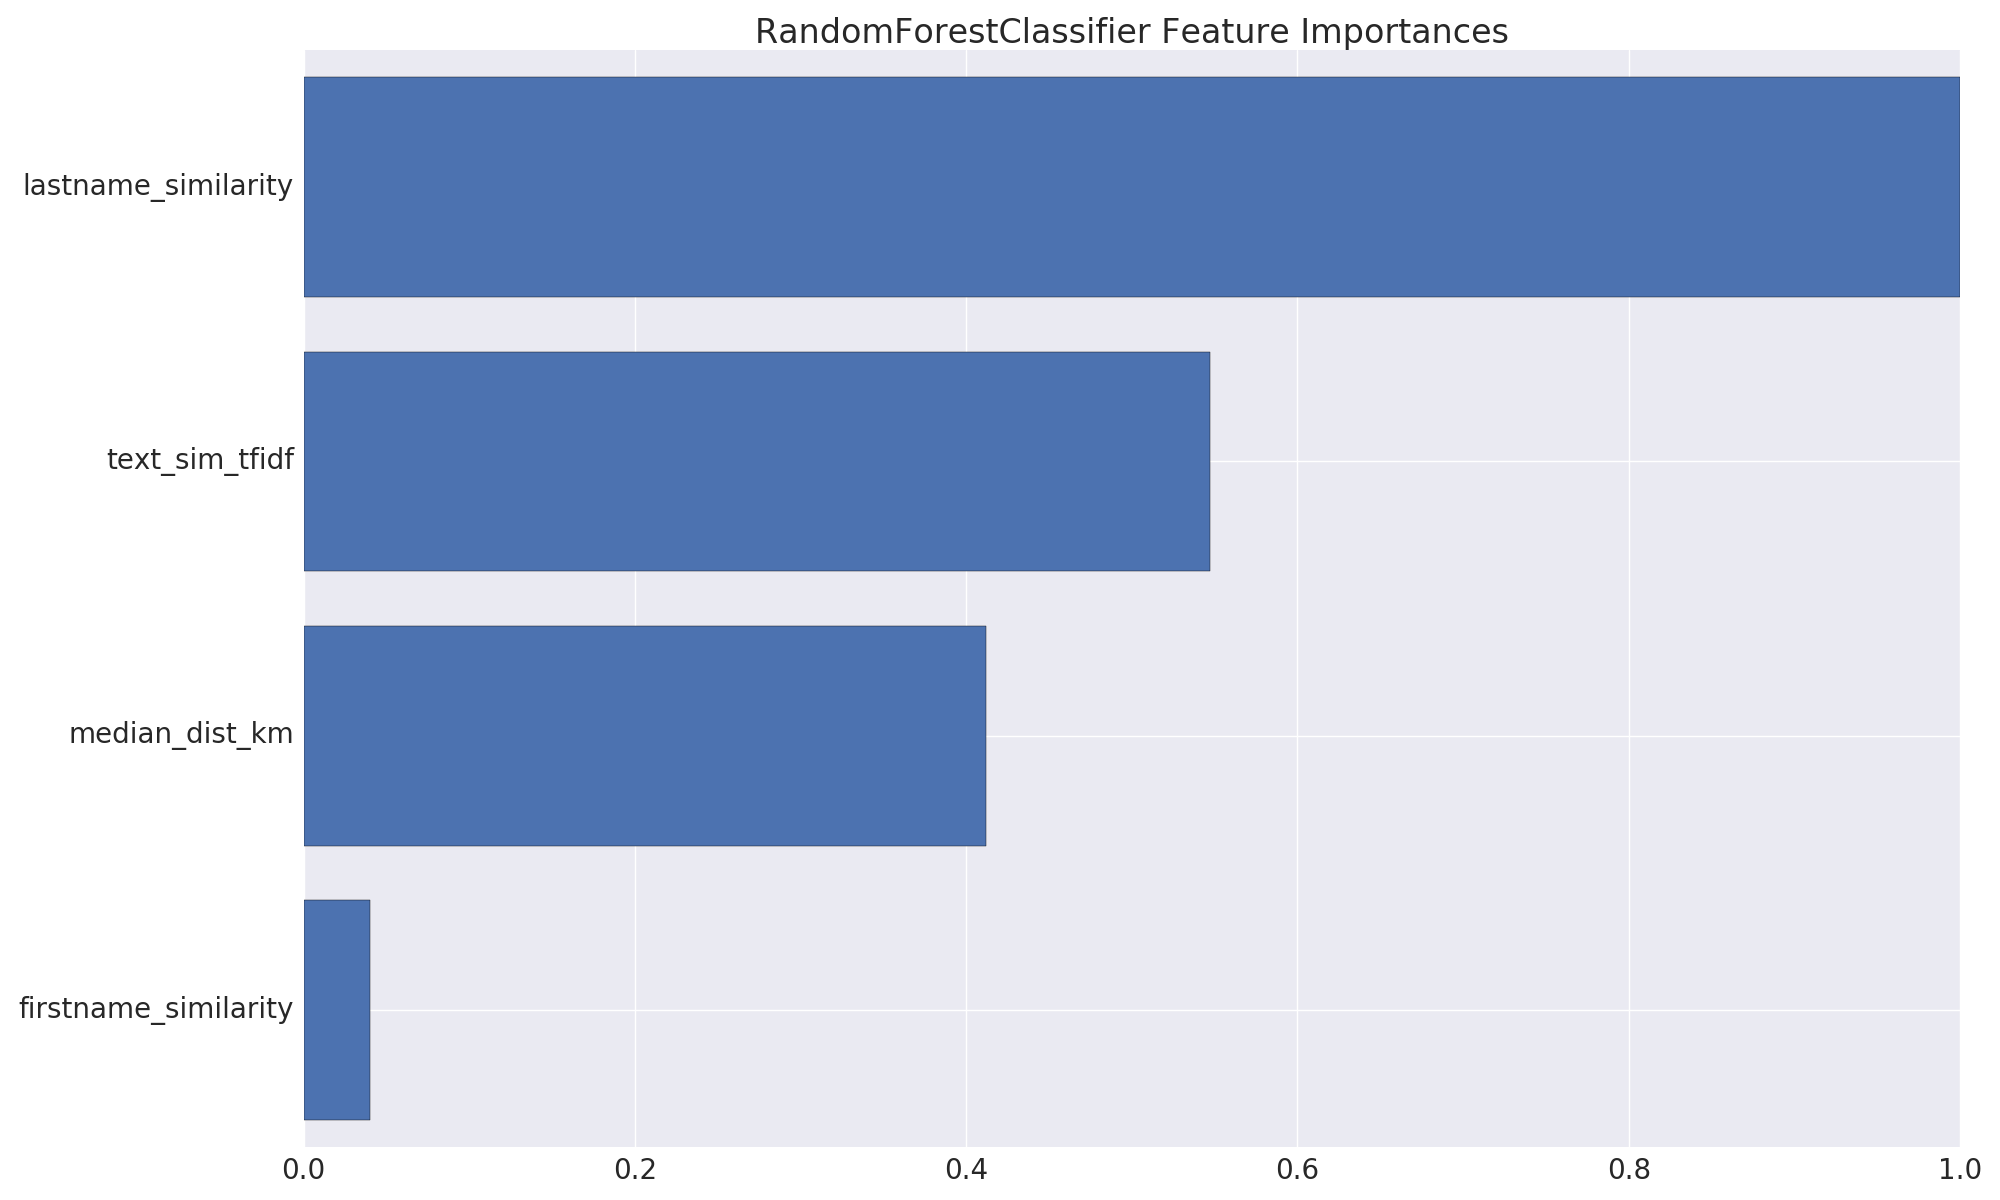 RandomForestClassifier Feature Importances
lastname_similarity
text_sim_tfidf
median_dist_km
firstname_similarity
0.0 0.2 0.4 0.6 0.8 1.0